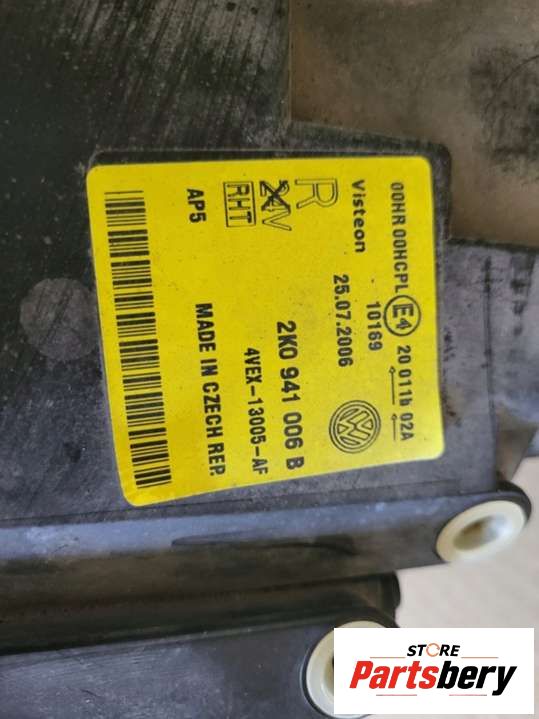 00HR 00HCPL E4 20 011b 02A
10169
Visteon 25.07.2006
R
24V
RHT
2K0 941 006 B
4VEX-13005-AF
AP5 MADE IN CZECH REP.
STORE
Partsbery